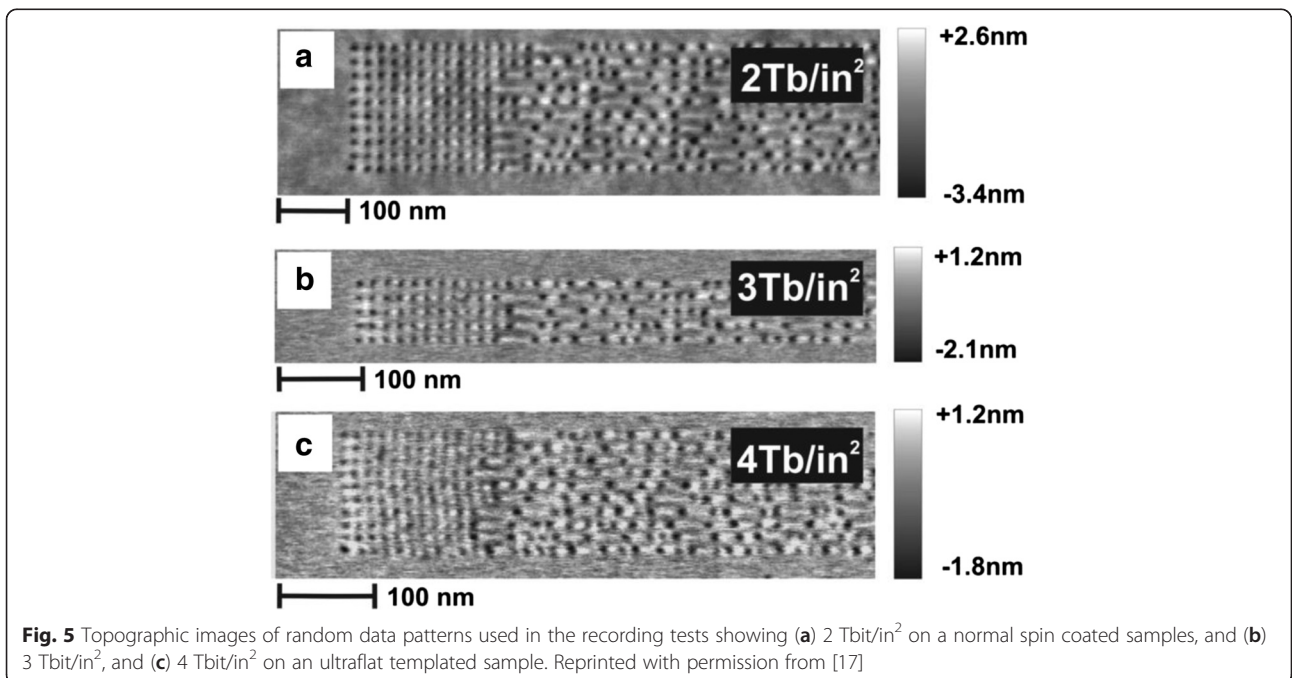 a
2Tb/in²
+2.6nm
-3.4nm
100 nm
b
3Tb/in²
+1.2nm
-2.1nm
100 nm
c
4Tb/in²
+1.2nm
-1.8nm
100 nm
Fig. 5 Topographic images of random data patterns used in the recording tests showing (a) 2 Tbit/in² on a normal spin coated samples, and (b)
3 Tbit/in², and (c) 4 Tbit/in² on an ultraflat templated sample. Reprinted with permission from [17]